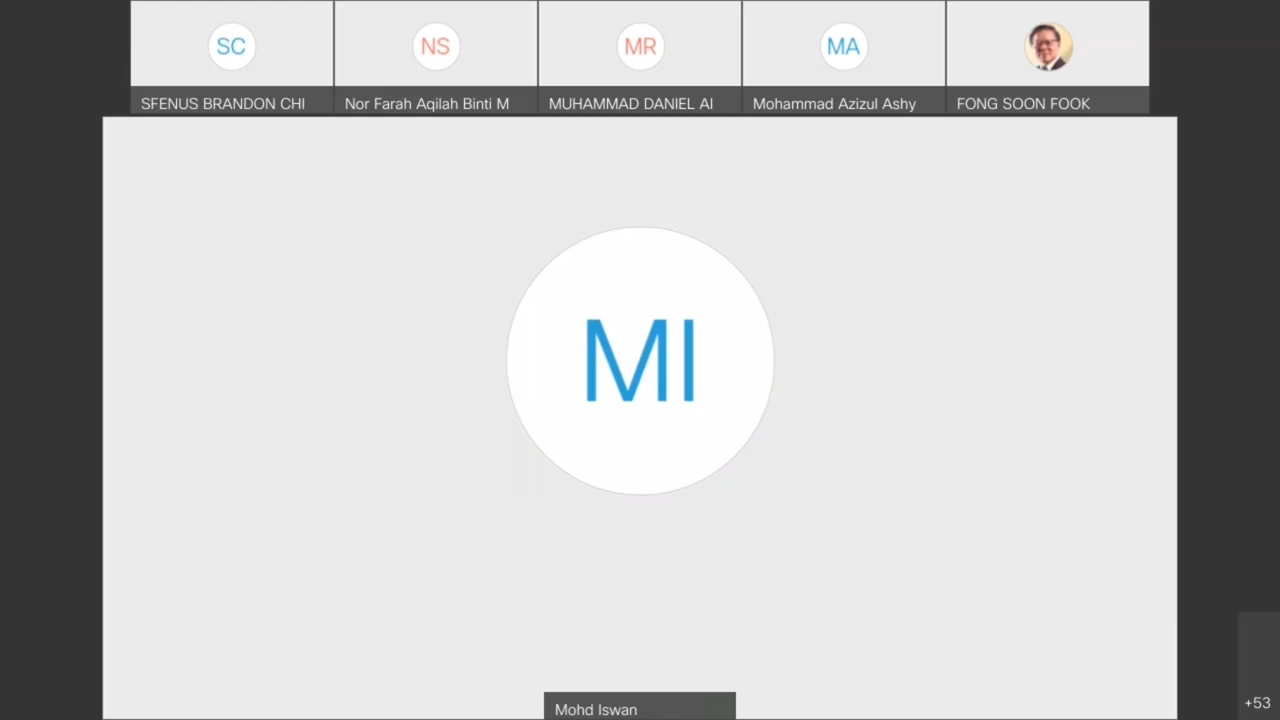 SC
NS
MR
MA
SFENUS BRANDON CHI
Nor Farah Aqilah Binti M
MUHAMMAD DANIEL AI
Mohammad Azizul Ashy
FONG SOON FOOK
MI
Mohd Iswan
+53